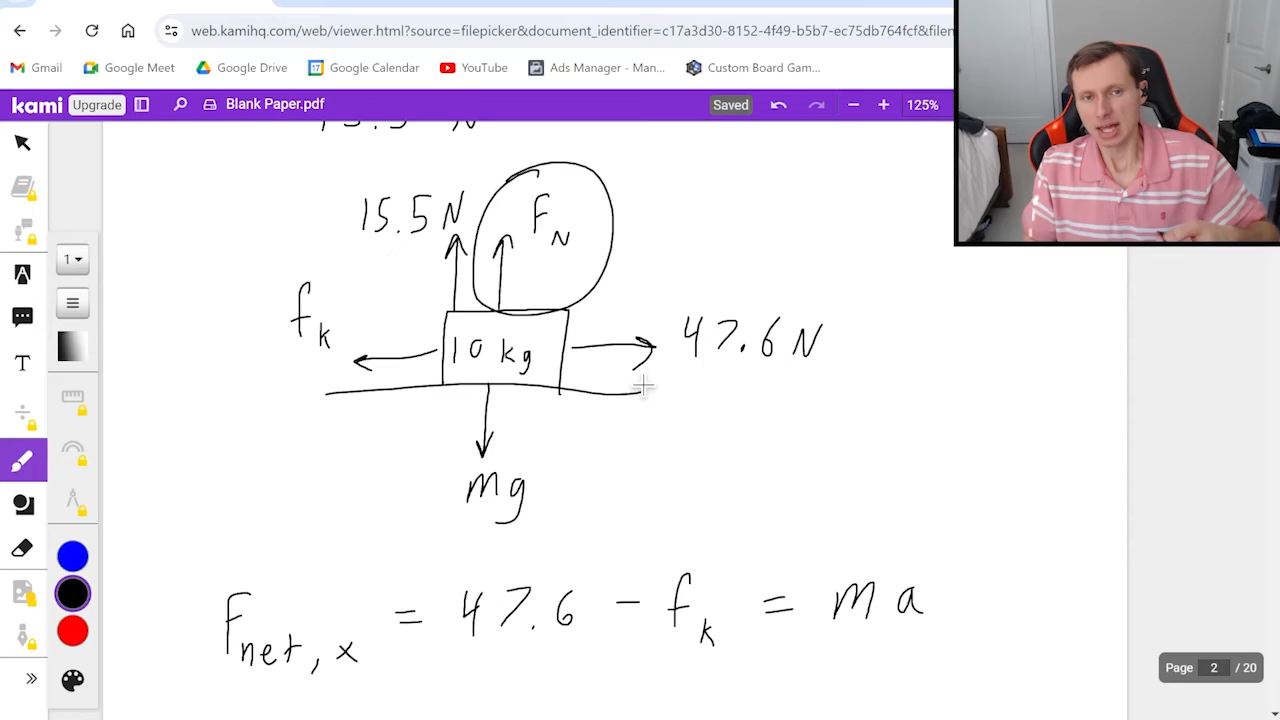 web.kamihq.com/web/viewer.html?source=filepicker&document_identifier=c17a3d30-8152-4f49-b5b7-ec75db764fcf&filen
Gmail Google Meet Google Drive 17 Google Calendar YouTube Ads Manager - Man... Custom Board Gam...
kami Upgrade Blank Paper.pdf Saved 125%
15.5 N F_N
1
f_k
10 kg 47.6 N
T
mg
F_net, x = 47.6 - f_k = ma
Page 2 / 20